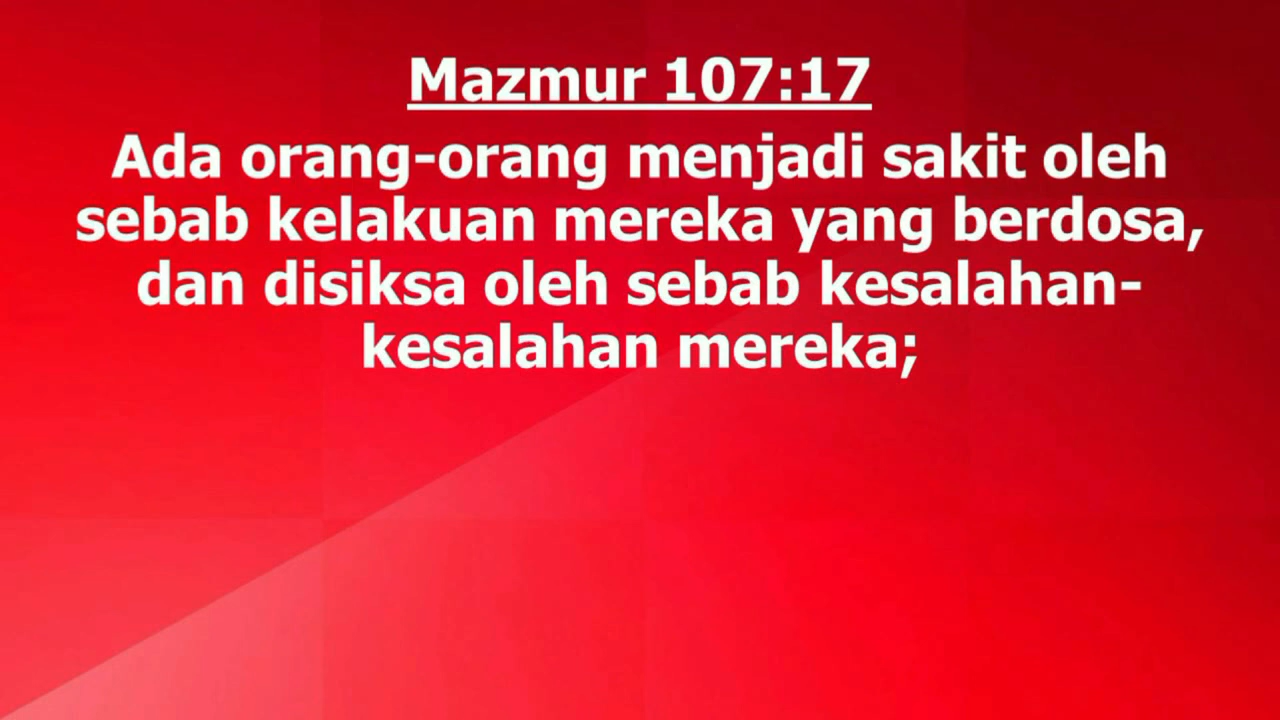 Mazmur 107:17
Ada orang-orang menjadi sakit oleh
sebab kelakuan mereka yang berdosa,
dan disiksa oleh sebab kesalahan-
kesalahan mereka;